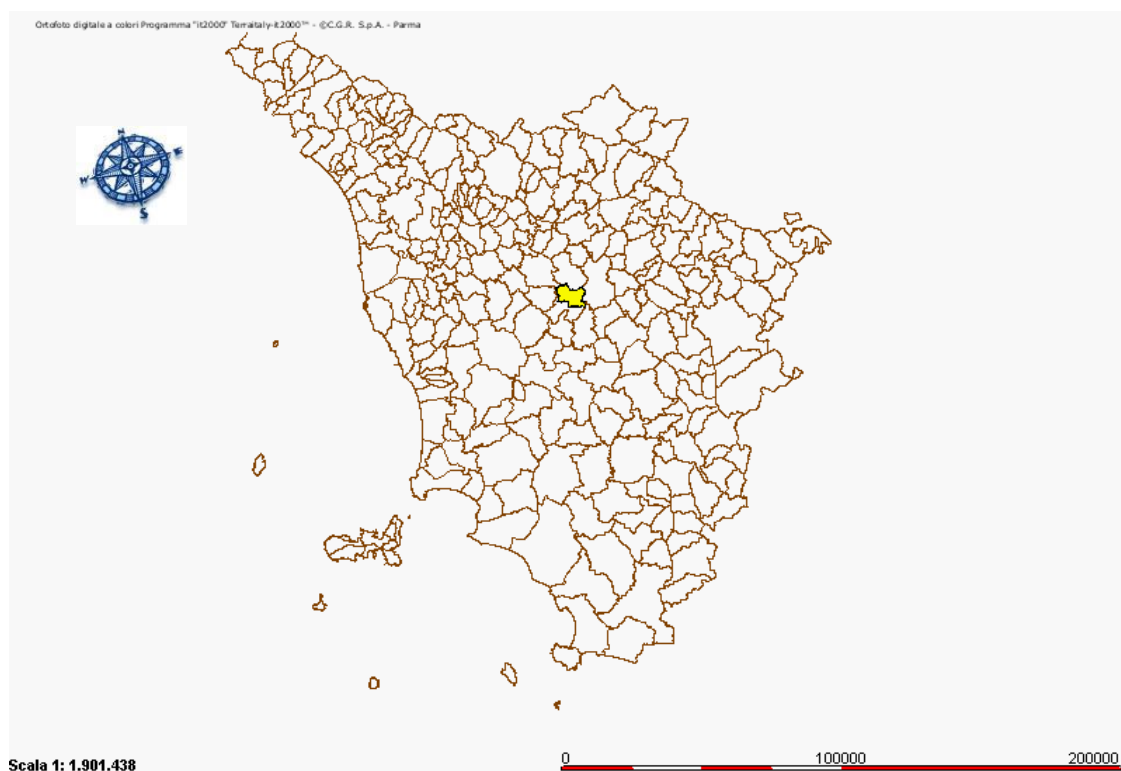 Ortofoto digitale a colori Programma "it2000" Terraitaly-it2000™ - ©C.G.R. S.p.A. - Parma
N
E
W
S
Scala 1: 1.901.438
0 100000 200000